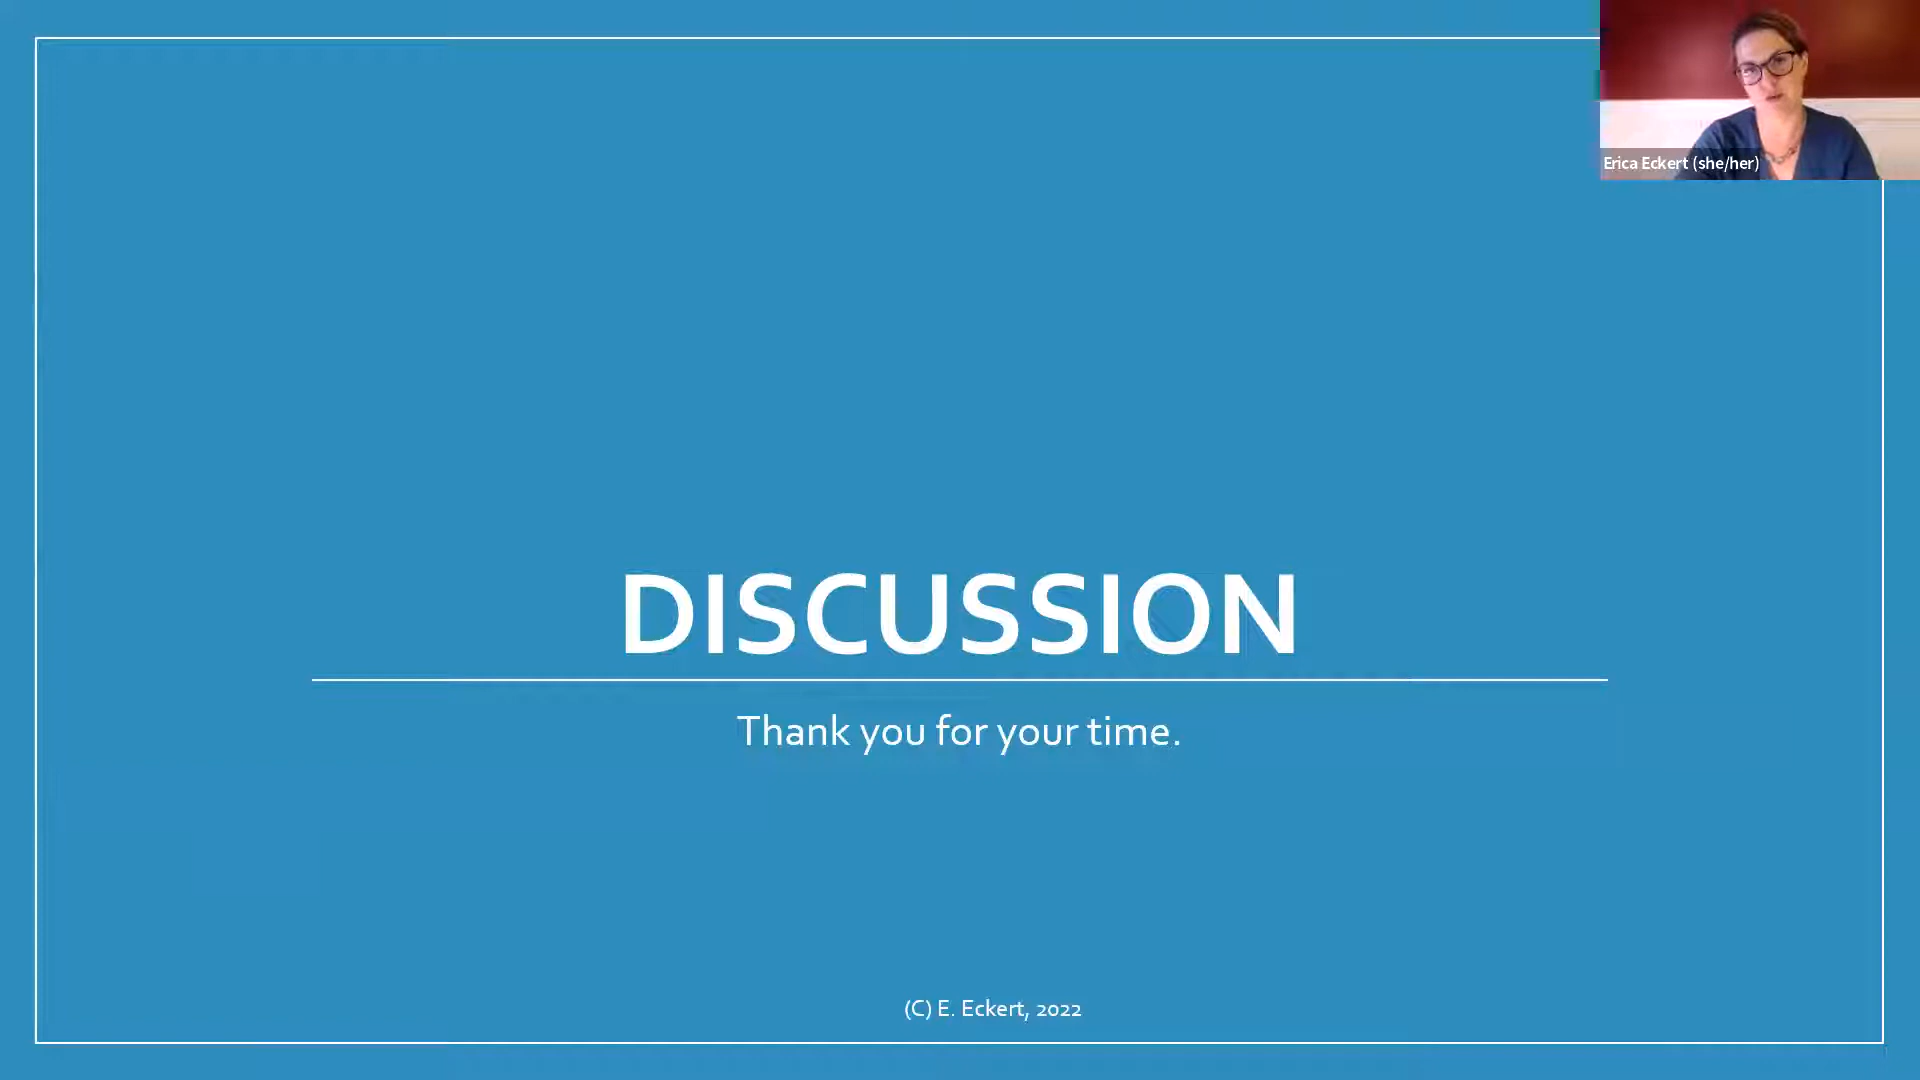 Erica Eckert (she/her)
DISCUSSION
Thank you for your time.
(C) E. Eckert, 2022